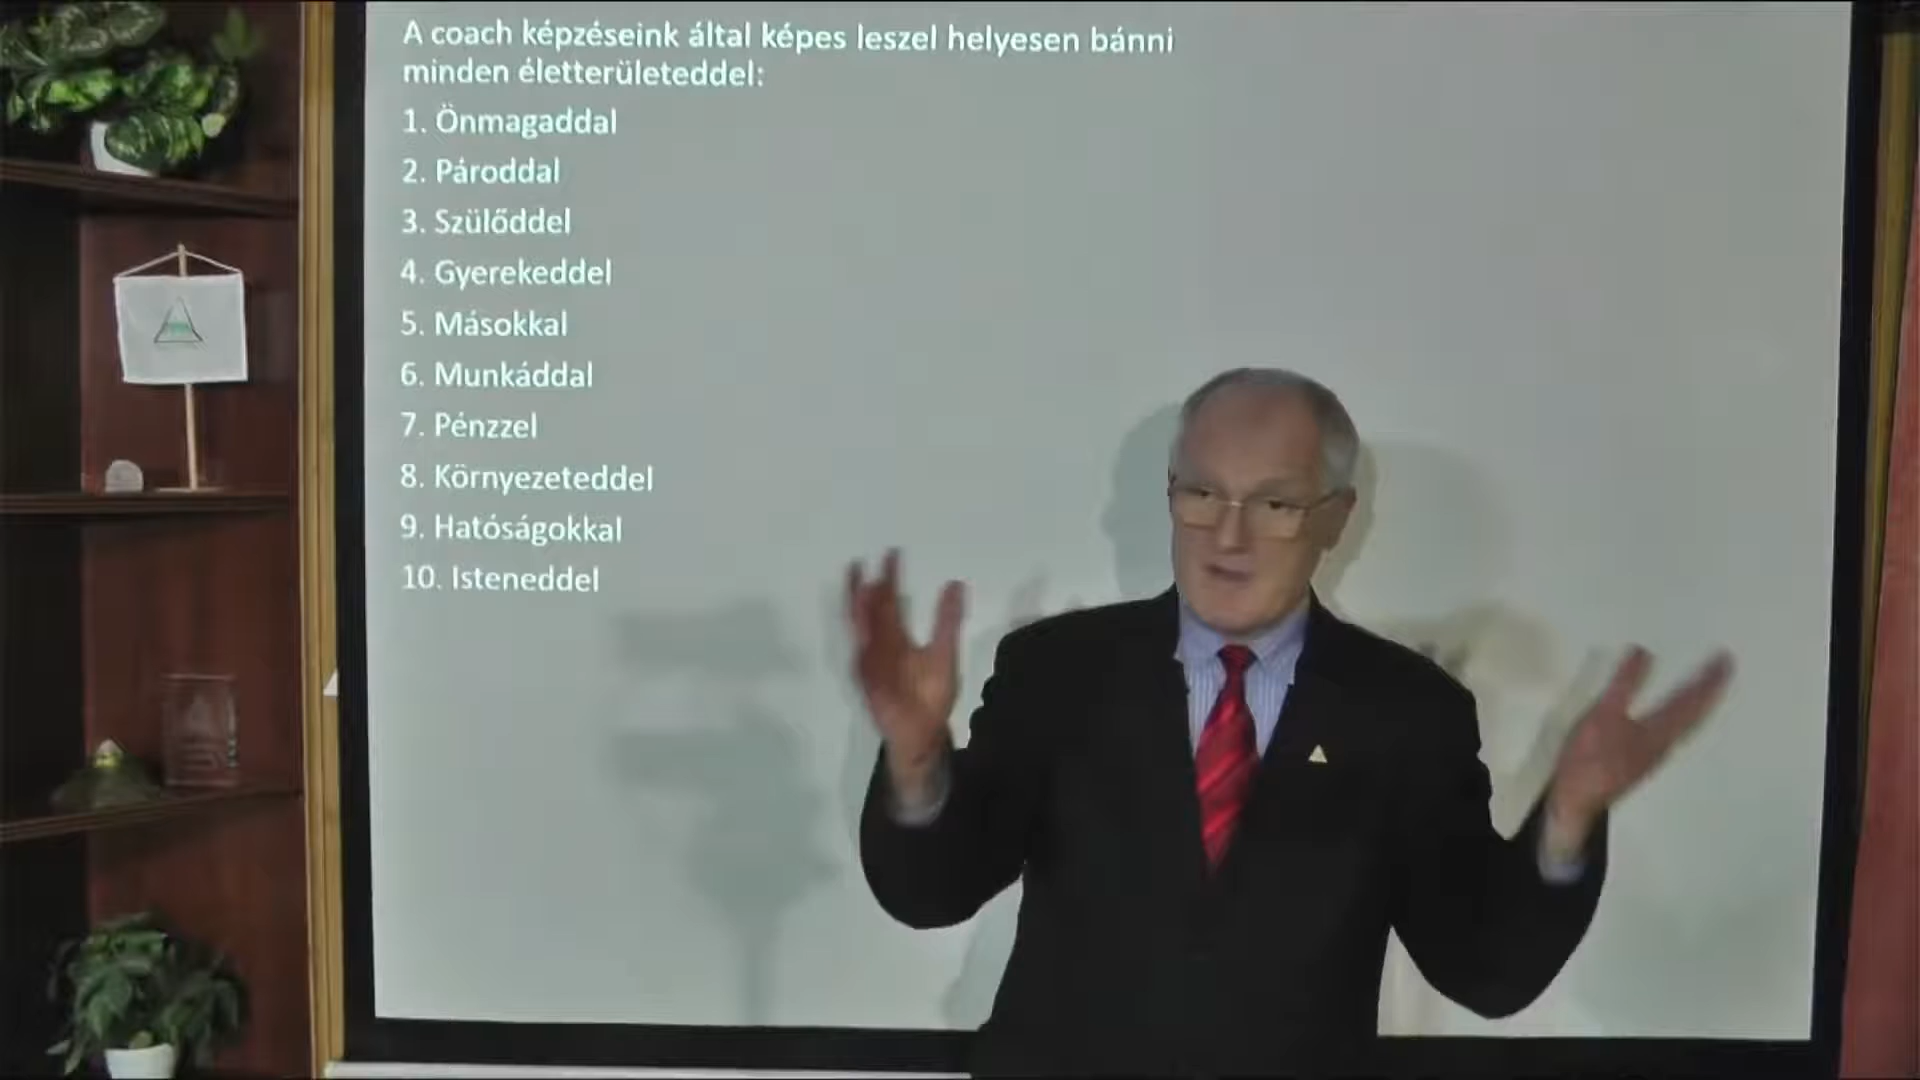 A coach képzéseink által képes leszel helyesen bánni
minden életterületeddel:
1. Önmagaddal
2. Pároddal
3. Szülőddel
4. Gyerekeddel
5. Másokkal
6. Munkáddal
7. Pénzzel
8. Környezeteddel
9. Hatóságokkal
10. Isteneddel